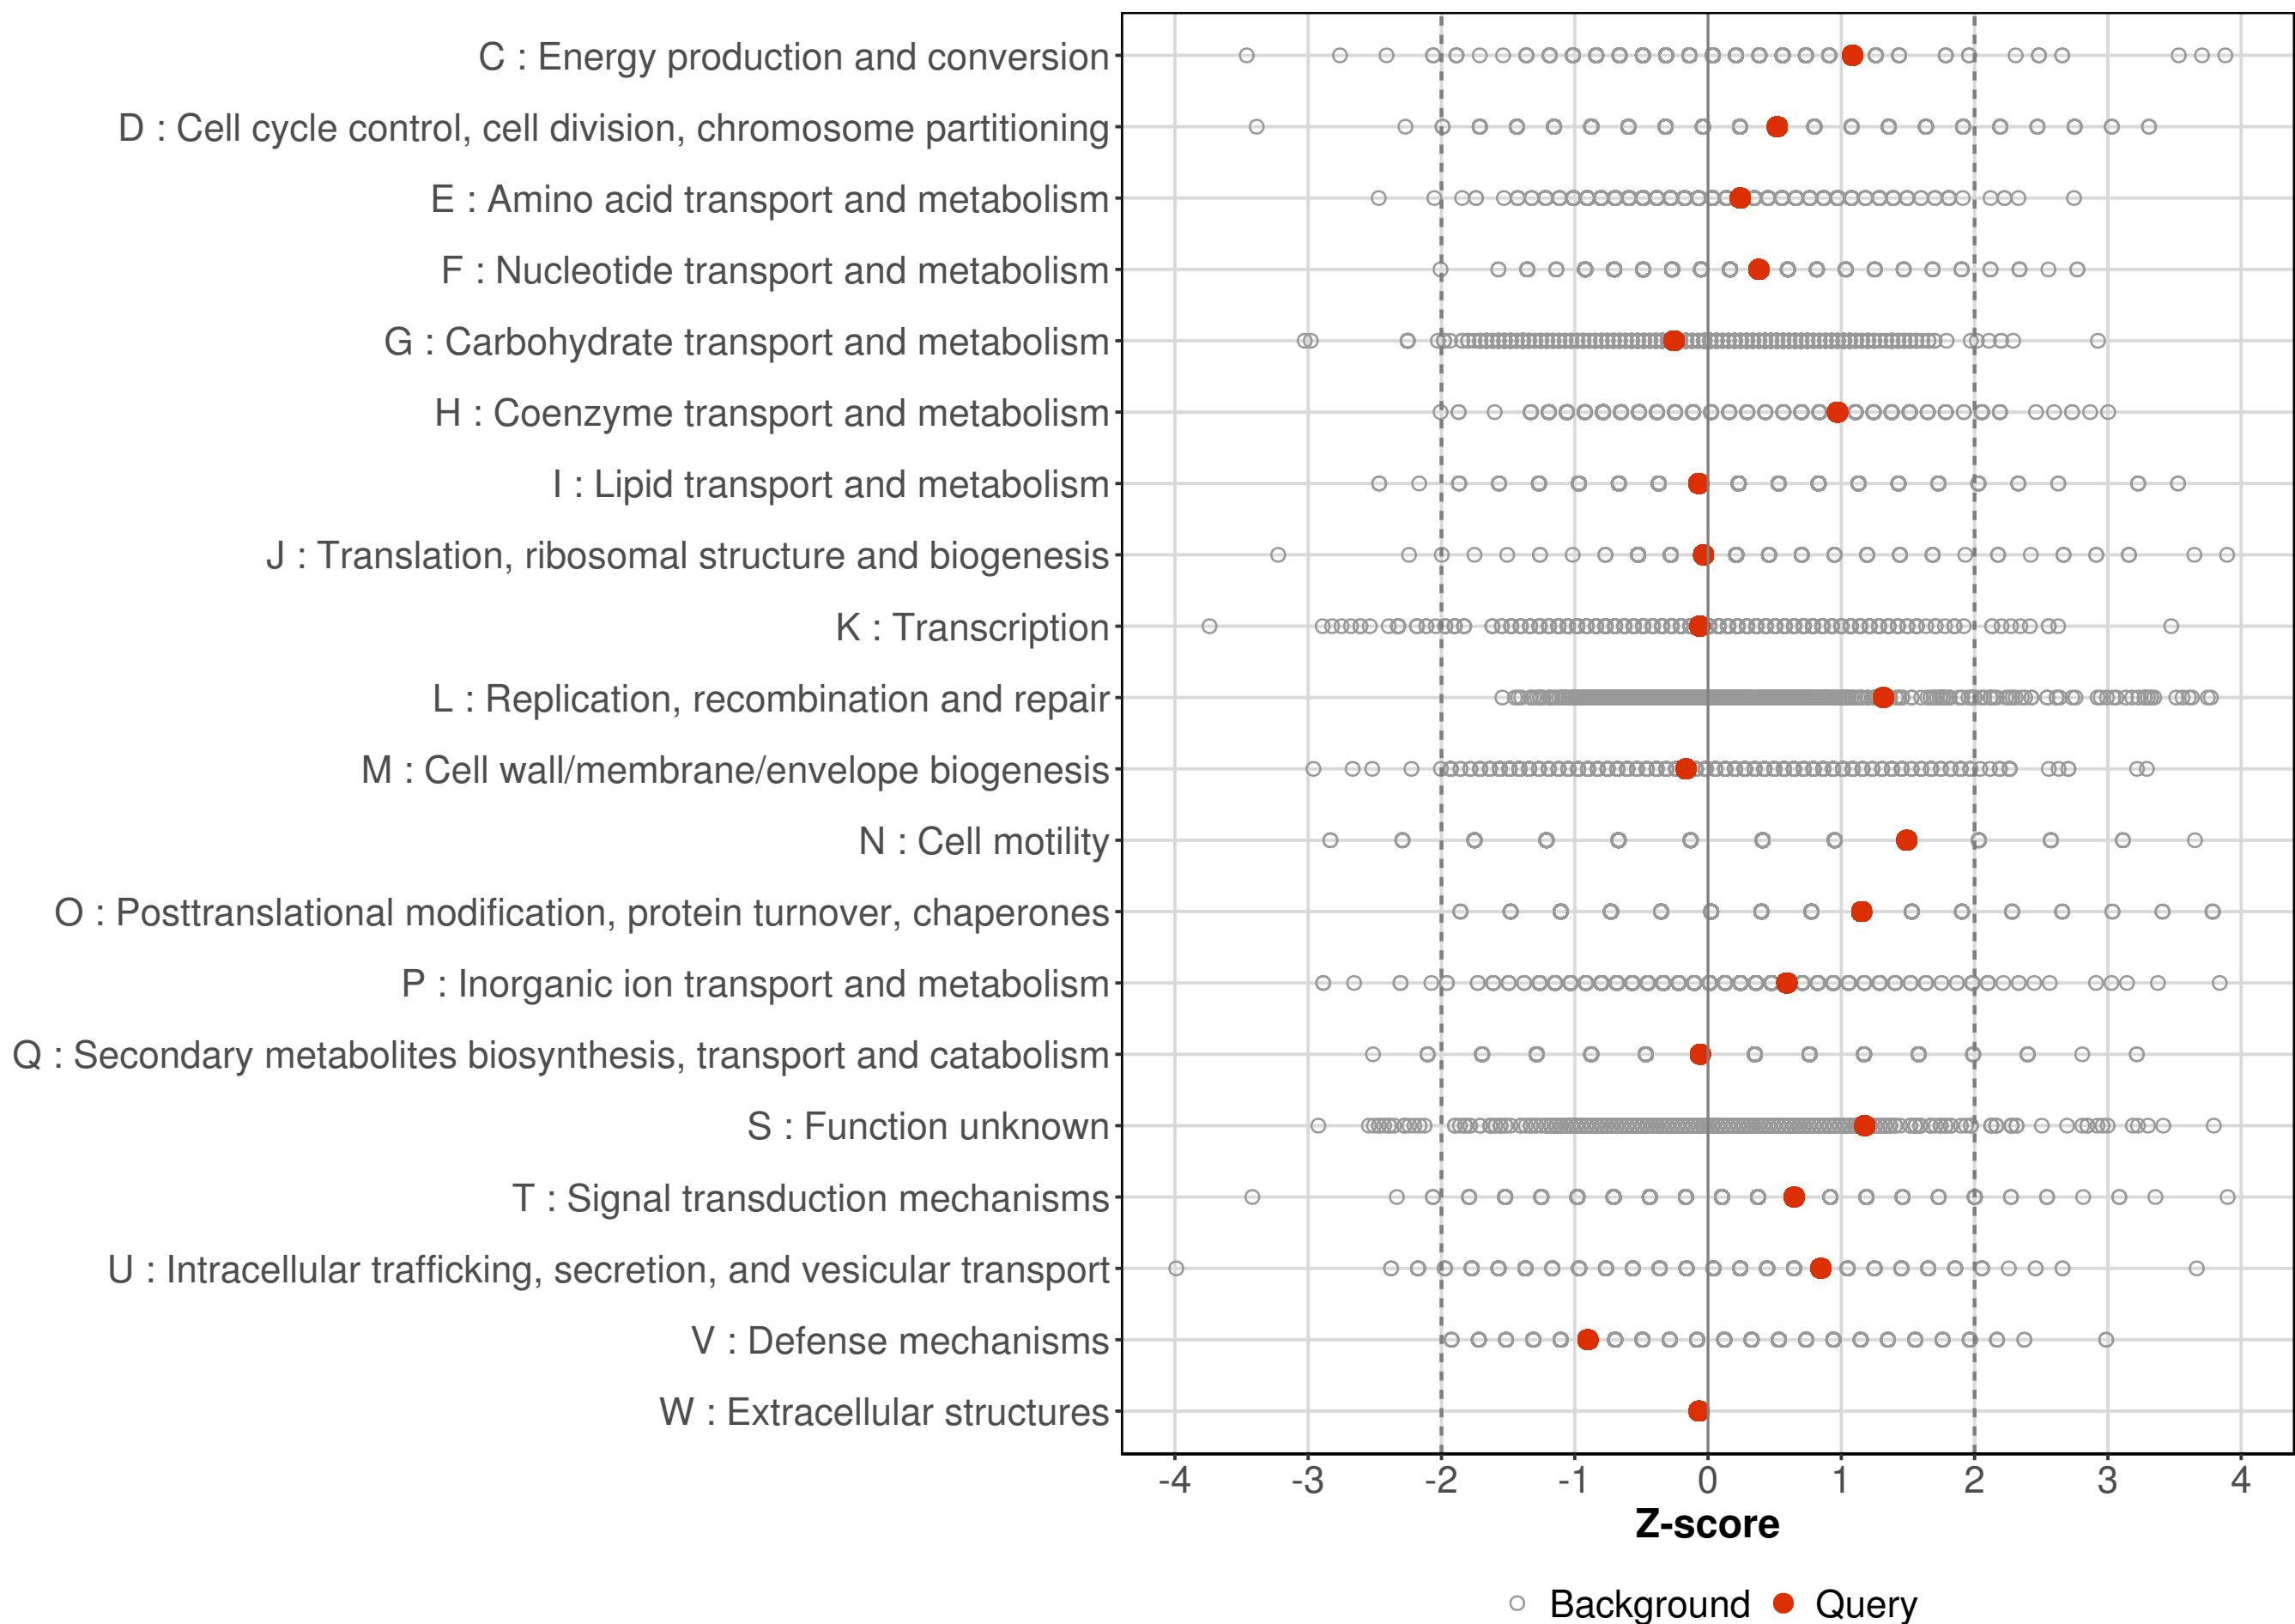 C : Energy production and conversion
D : Cell cycle control, cell division, chromosome partitioning
E : Amino acid transport and metabolism
F : Nucleotide transport and metabolism
G : Carbohydrate transport and metabolism
H : Coenzyme transport and metabolism
I : Lipid transport and metabolism
J : Translation, ribosomal structure and biogenesis
K : Transcription
L : Replication, recombination and repair
M : Cell wall/membrane/envelope biogenesis
N : Cell motility
O : Posttranslational modification, protein turnover, chaperones
P : Inorganic ion transport and metabolism
Q : Secondary metabolites biosynthesis, transport and catabolism
S : Function unknown
T : Signal transduction mechanisms
U : Intracellular trafficking, secretion, and vesicular transport
V : Defense mechanisms
W : Extracellular structures
-4 -3 -2 -1 0 1 2 3 4
Z-score
Background Query